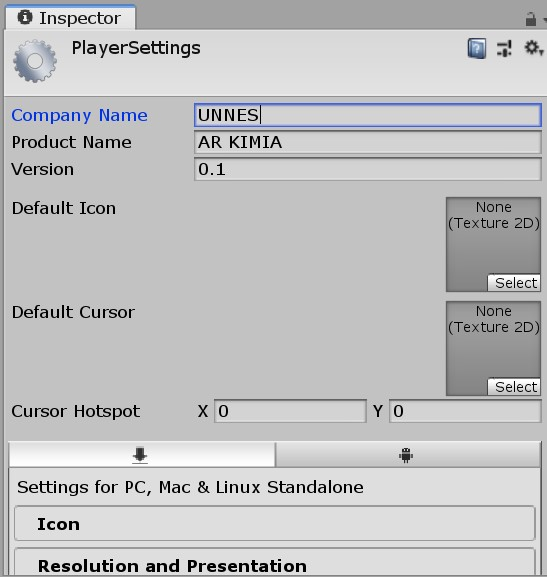 Inspector
PlayerSettings
Company Name UNNES
Product Name AR KIMIA
Version 0.1
Default Icon
None
(Texture 2D)
Select
Default Cursor
None
(Texture 2D)
Select
Cursor Hotspot X 0 Y 0
Settings for PC, Mac & Linux Standalone
Icon
Resolution and Presentation